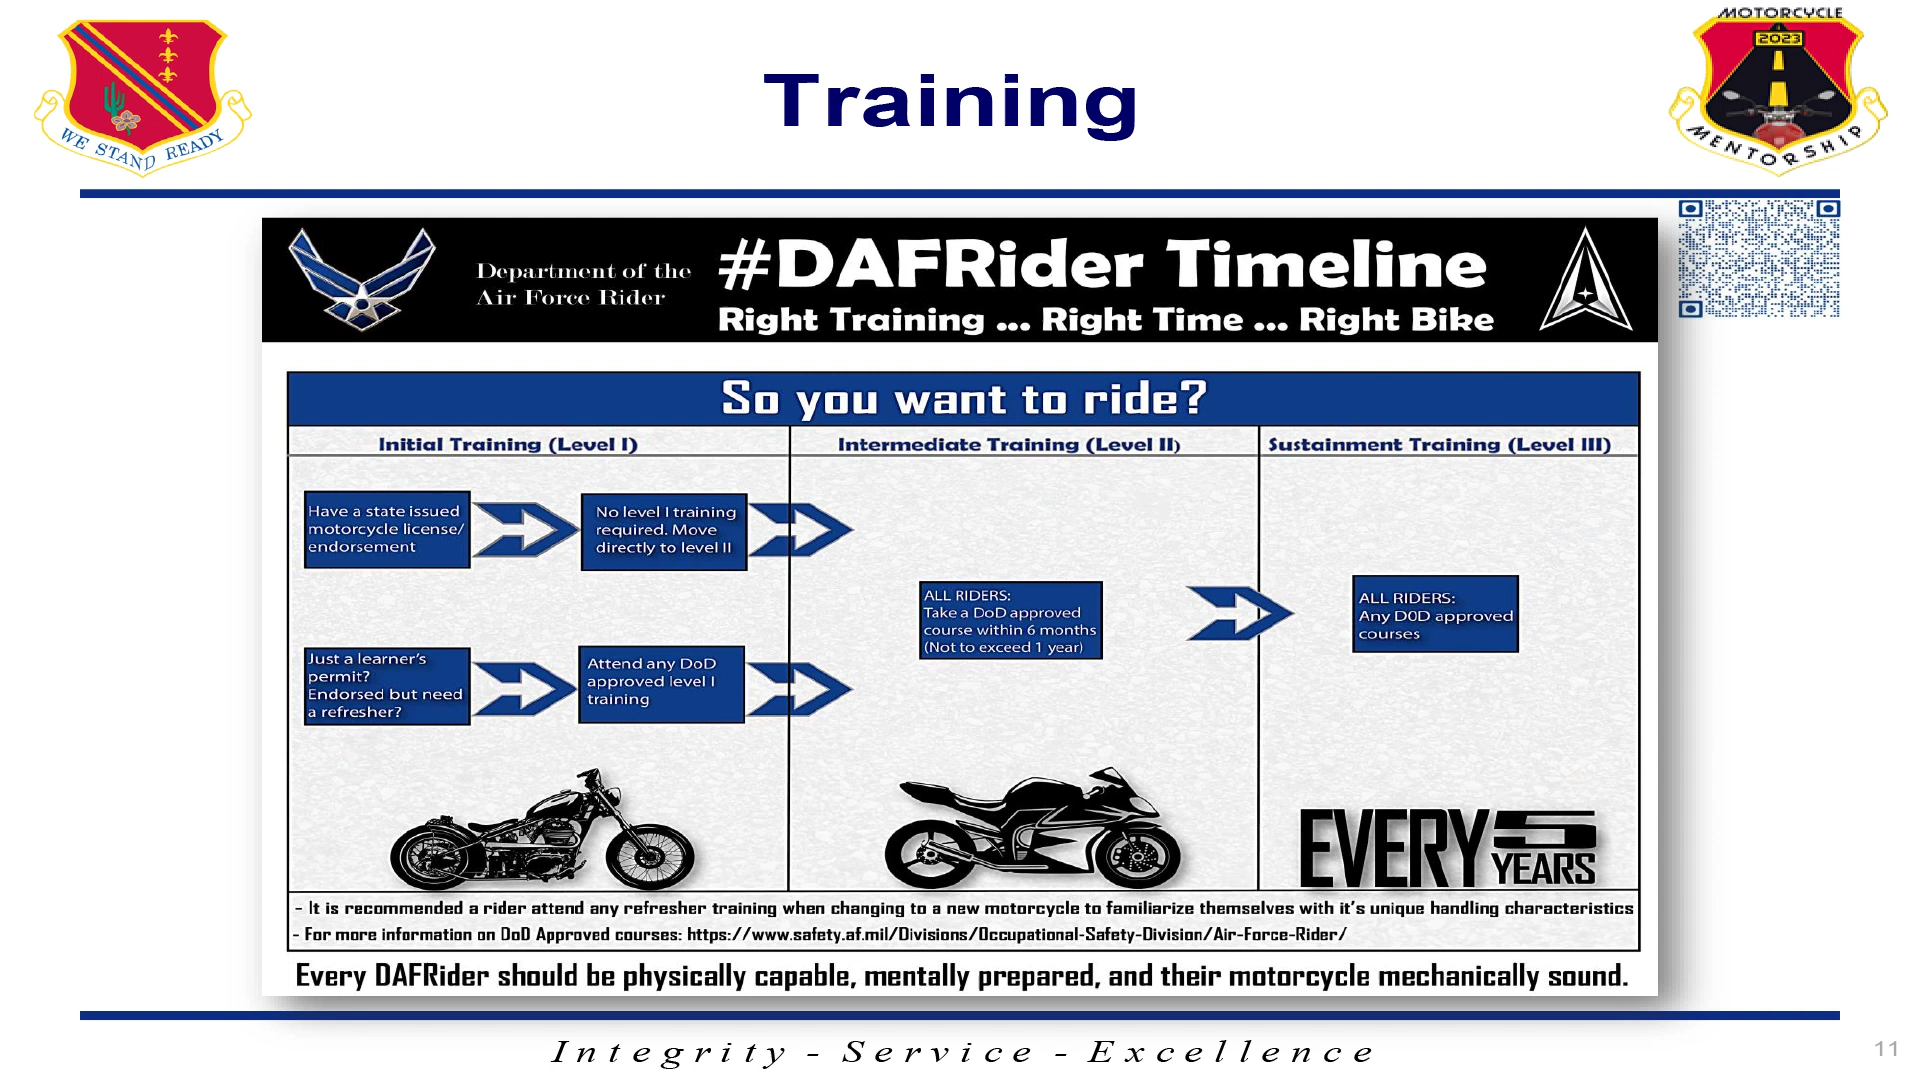 WE STAND READY
Training
MOTORCYCLE
2023
MENTORSHIP
Department of the
Air Force Rider
#DAFRider Timeline
Right Training ... Right Time ... Right Bike
So you want to ride?
Initial Training (Level I)
Intermediate Training (Level II)
Sustainment Training (Level III)
Have a state issued
motorcycle license/
endorsement
No level I training
required. Move
directly to level II
Just a learner's
permit?
Endorsed but need
a refresher?
Attend any DoD
approved level I
training
ALL RIDERS:
Take a DoD approved
course within 6 months
(Not to exceed 1 year)
ALL RIDERS:
Any D0D approved
courses
EVERY 5
YEARS
- It is recommended a rider attend any refresher training when changing to a new motorcycle to familiarize themselves with it's unique handling characteristics
- For more information on DoD Approved courses: https://www.safety.af.mil/Divisions/Occupational-Safety-Division/Air-Force-Rider/
Every DAFRider should be physically capable, mentally prepared, and their motorcycle mechanically sound.
Integrity - Service - Excellence
11